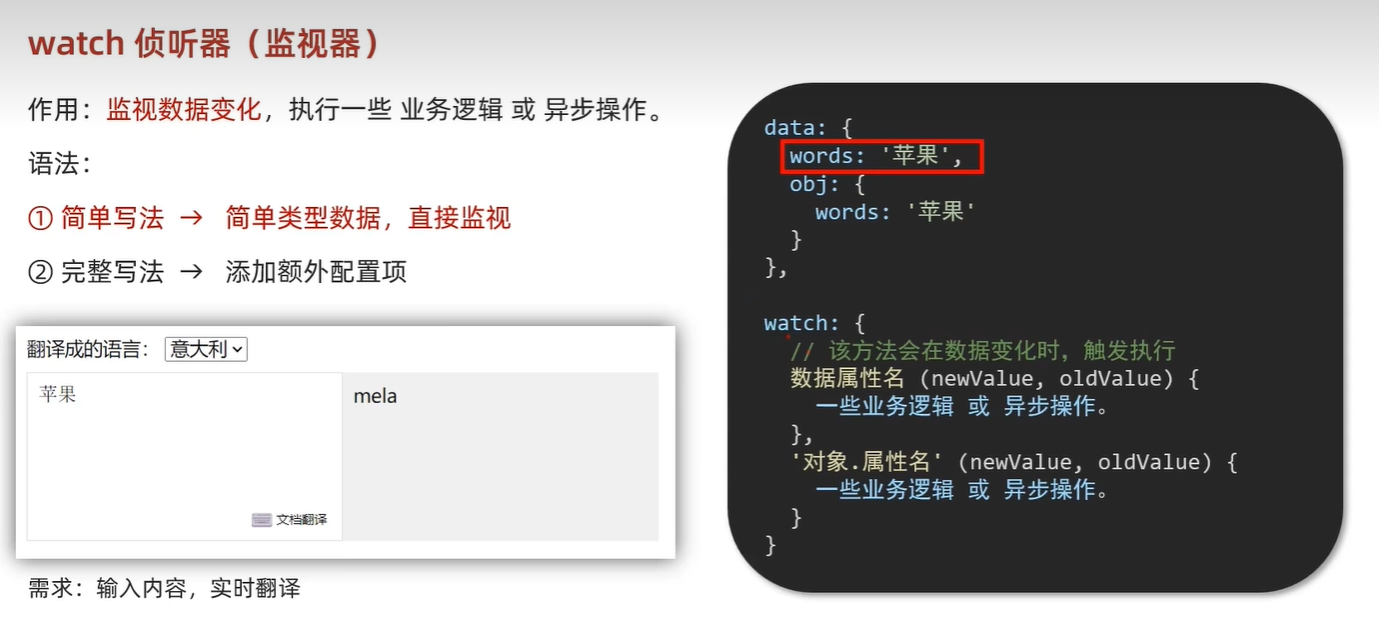 watch 侦听器（监视器）
作用：监视数据变化，执行一些 业务逻辑 或 异步操作。
语法：
① 简单写法 → 简单类型数据，直接监视
② 完整写法 → 添加额外配置项
翻译成的语言： 意大利
苹果
mela
文档翻译
需求：输入内容，实时翻译
data: {
words: '苹果',
obj: {
words: '苹果'
}
},
watch: {
// 该方法会在数据变化时，触发执行
数据属性名 (newValue, oldValue) {
一些业务逻辑 或 异步操作。
},
'对象.属性名' (newValue, oldValue) {
一些业务逻辑 或 异步操作。
}
}